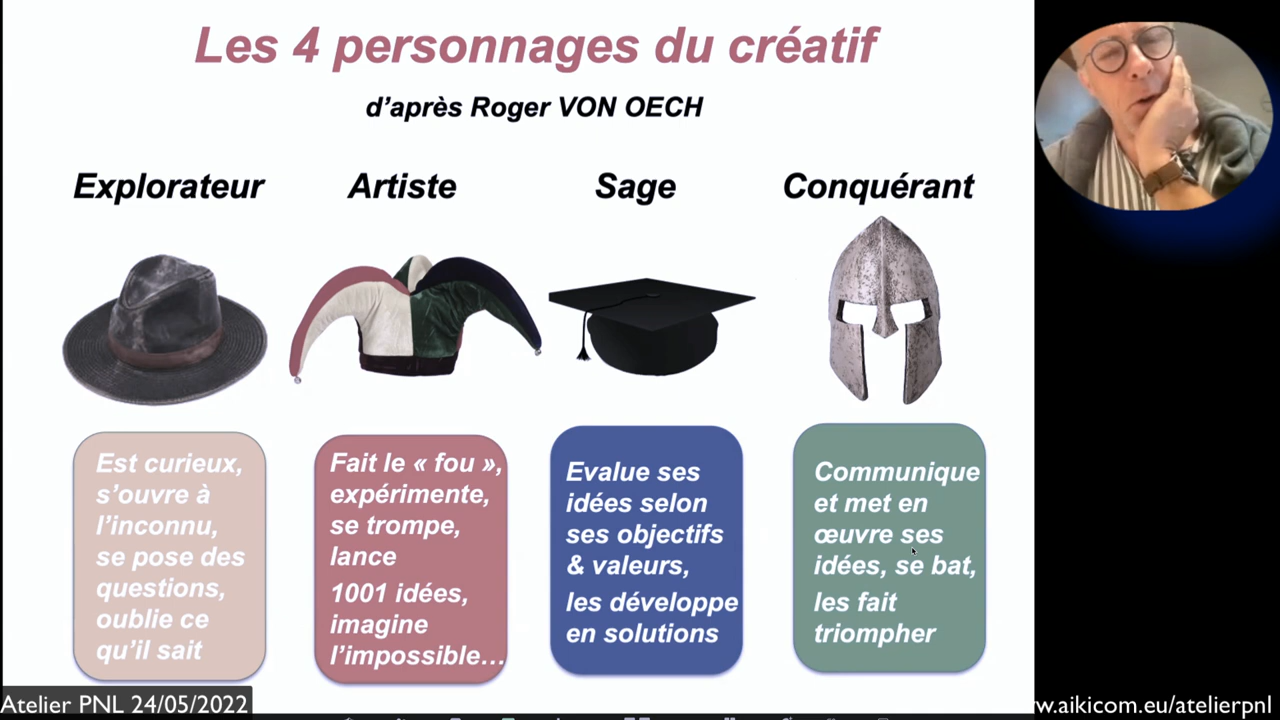 Les 4 personnages du créatif
d'après Roger VON OECH
Explorateur
Artiste
Sage
Conquérant
Est curieux,
s'ouvre à
l'inconnu,
se pose des
questions,
oublie ce
qu'il sait
Fait le « fou »,
expérimente,
se trompe,
lance
1001 idées,
imagine
l'impossible...
Evalue ses
idées selon
ses objectifs
& valeurs,
les développe
en solutions
Communique
et met en
œuvre ses
idées, se bat,
les fait
triompher
Atelier PNL 24/05/2022
w.aikicom.eu/atelierpnl